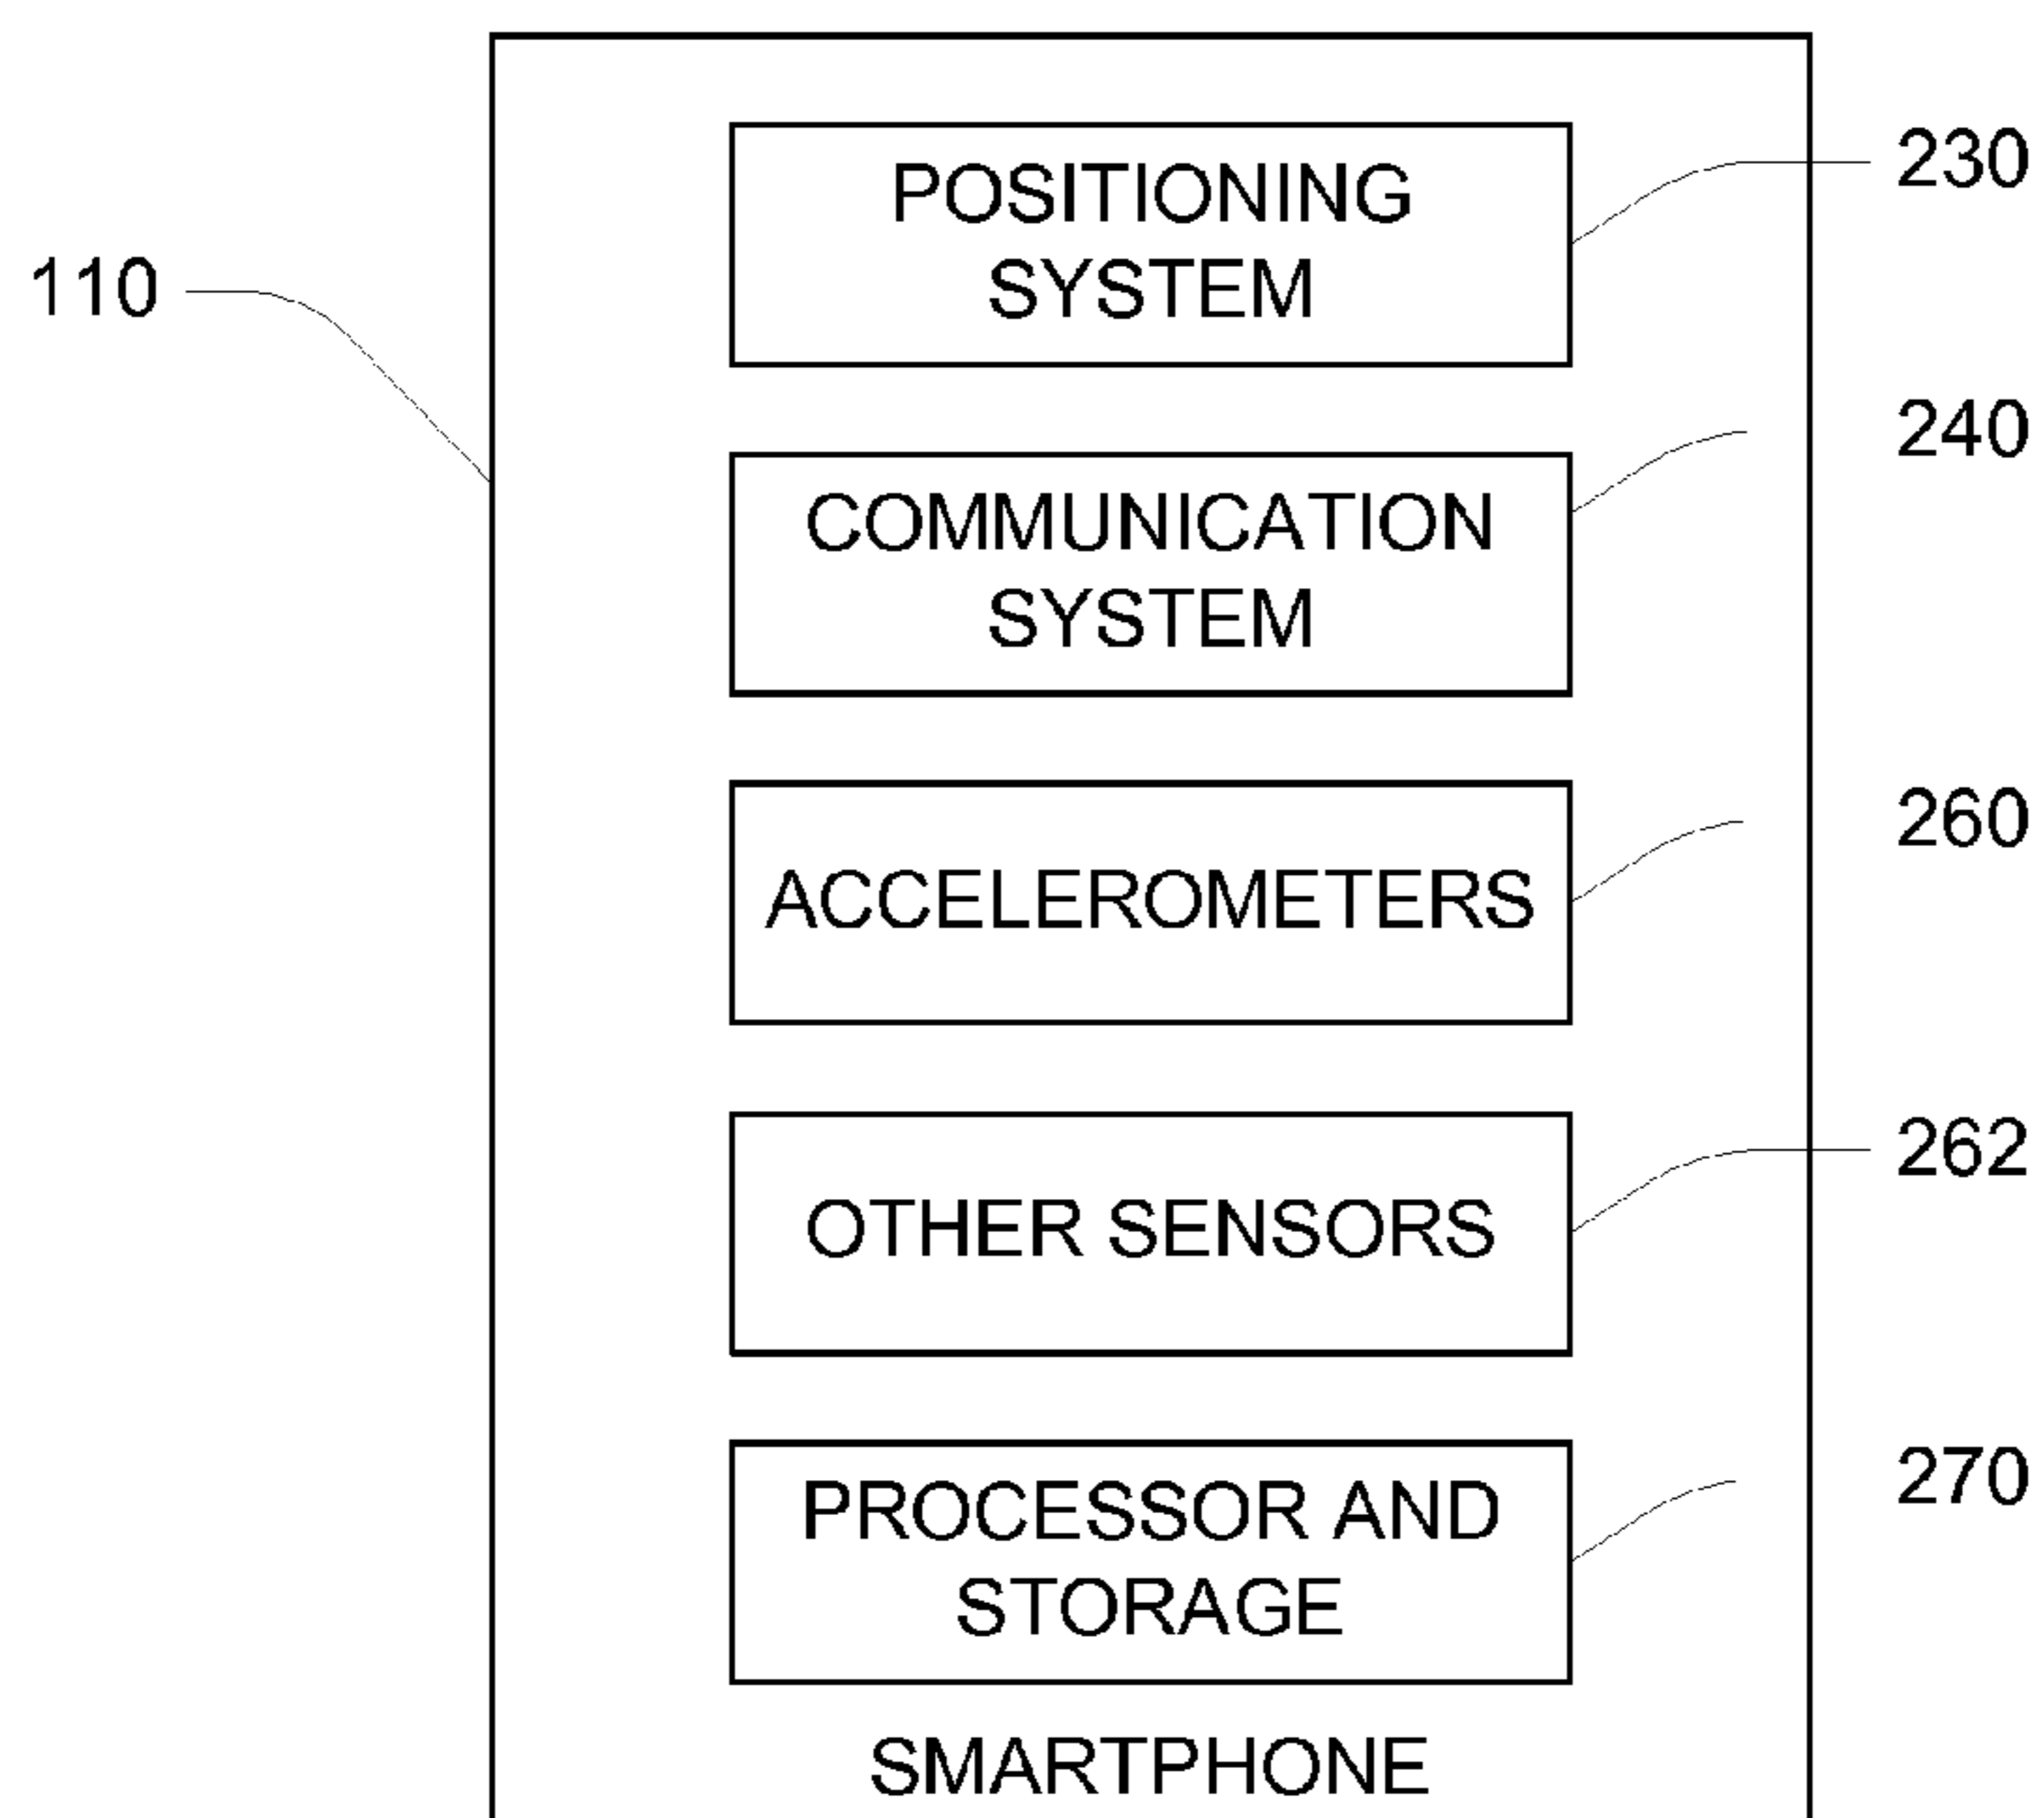 230
POSITIONING
SYSTEM
110
240
COMMUNICATION
SYSTEM
260
ACCELEROMETERS
262
OTHER SENSORS
270
PROCESSOR AND
STORAGE
SMARTPHONE